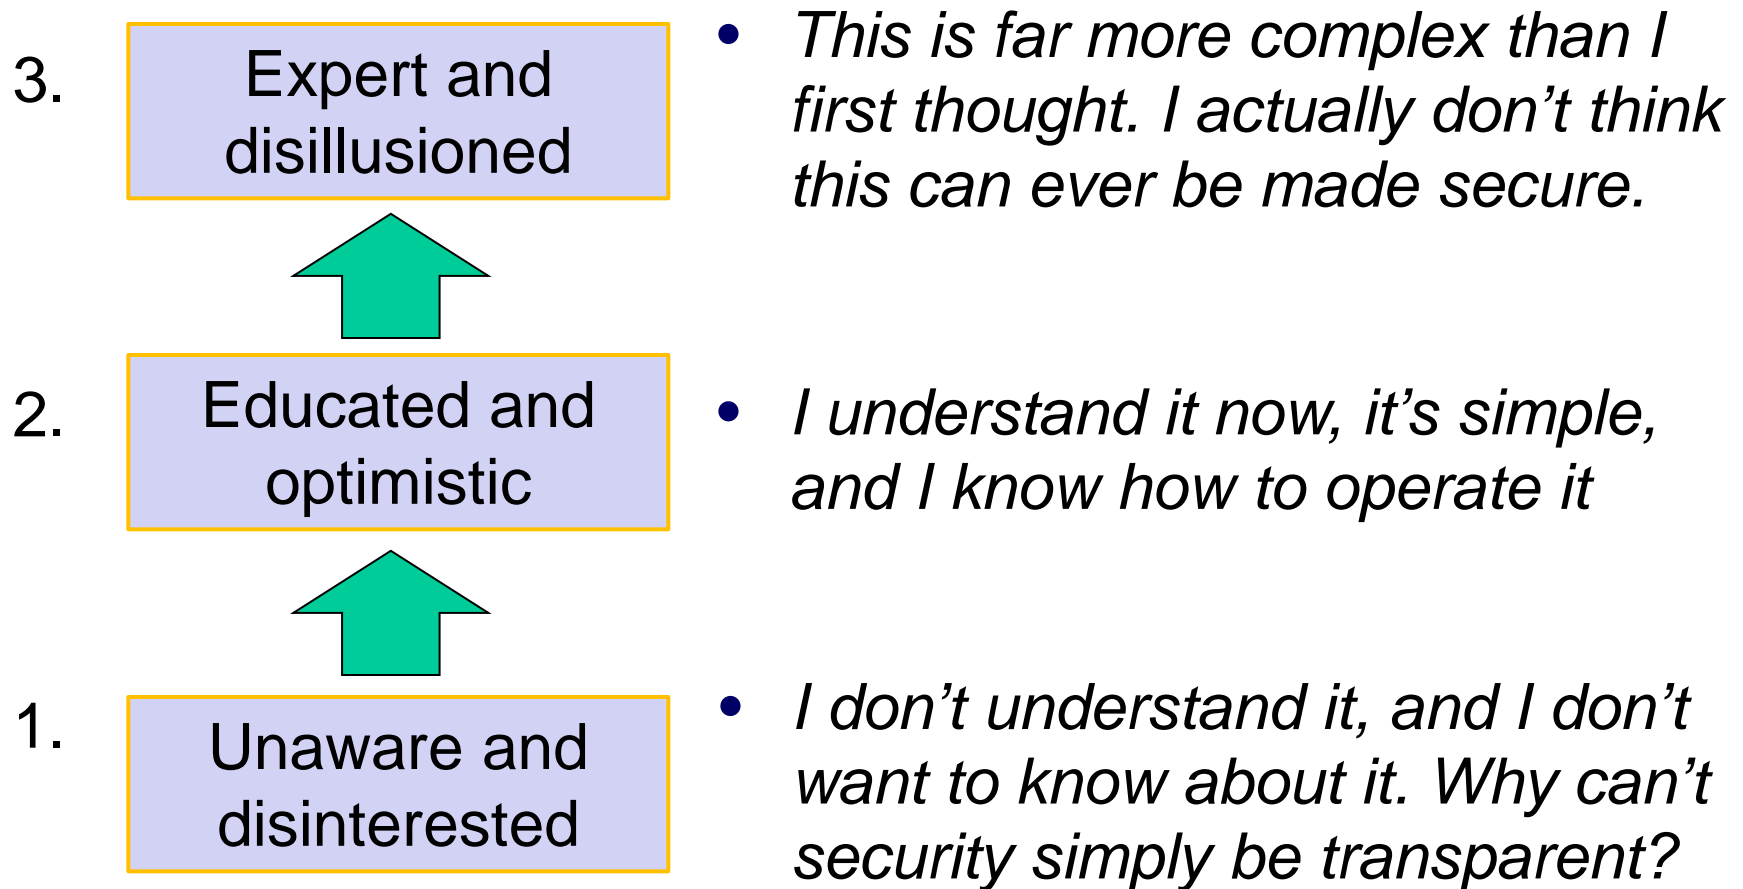 3.
Expert and
disillusioned
• This is far more complex than I
first thought. I actually don’t think
this can ever be made secure.
2.
Educated and
optimistic
• I understand it now, it’s simple,
and I know how to operate it
1.
Unaware and
disinterested
• I don’t understand it, and I don’t
want to know about it. Why can’t
security simply be transparent?